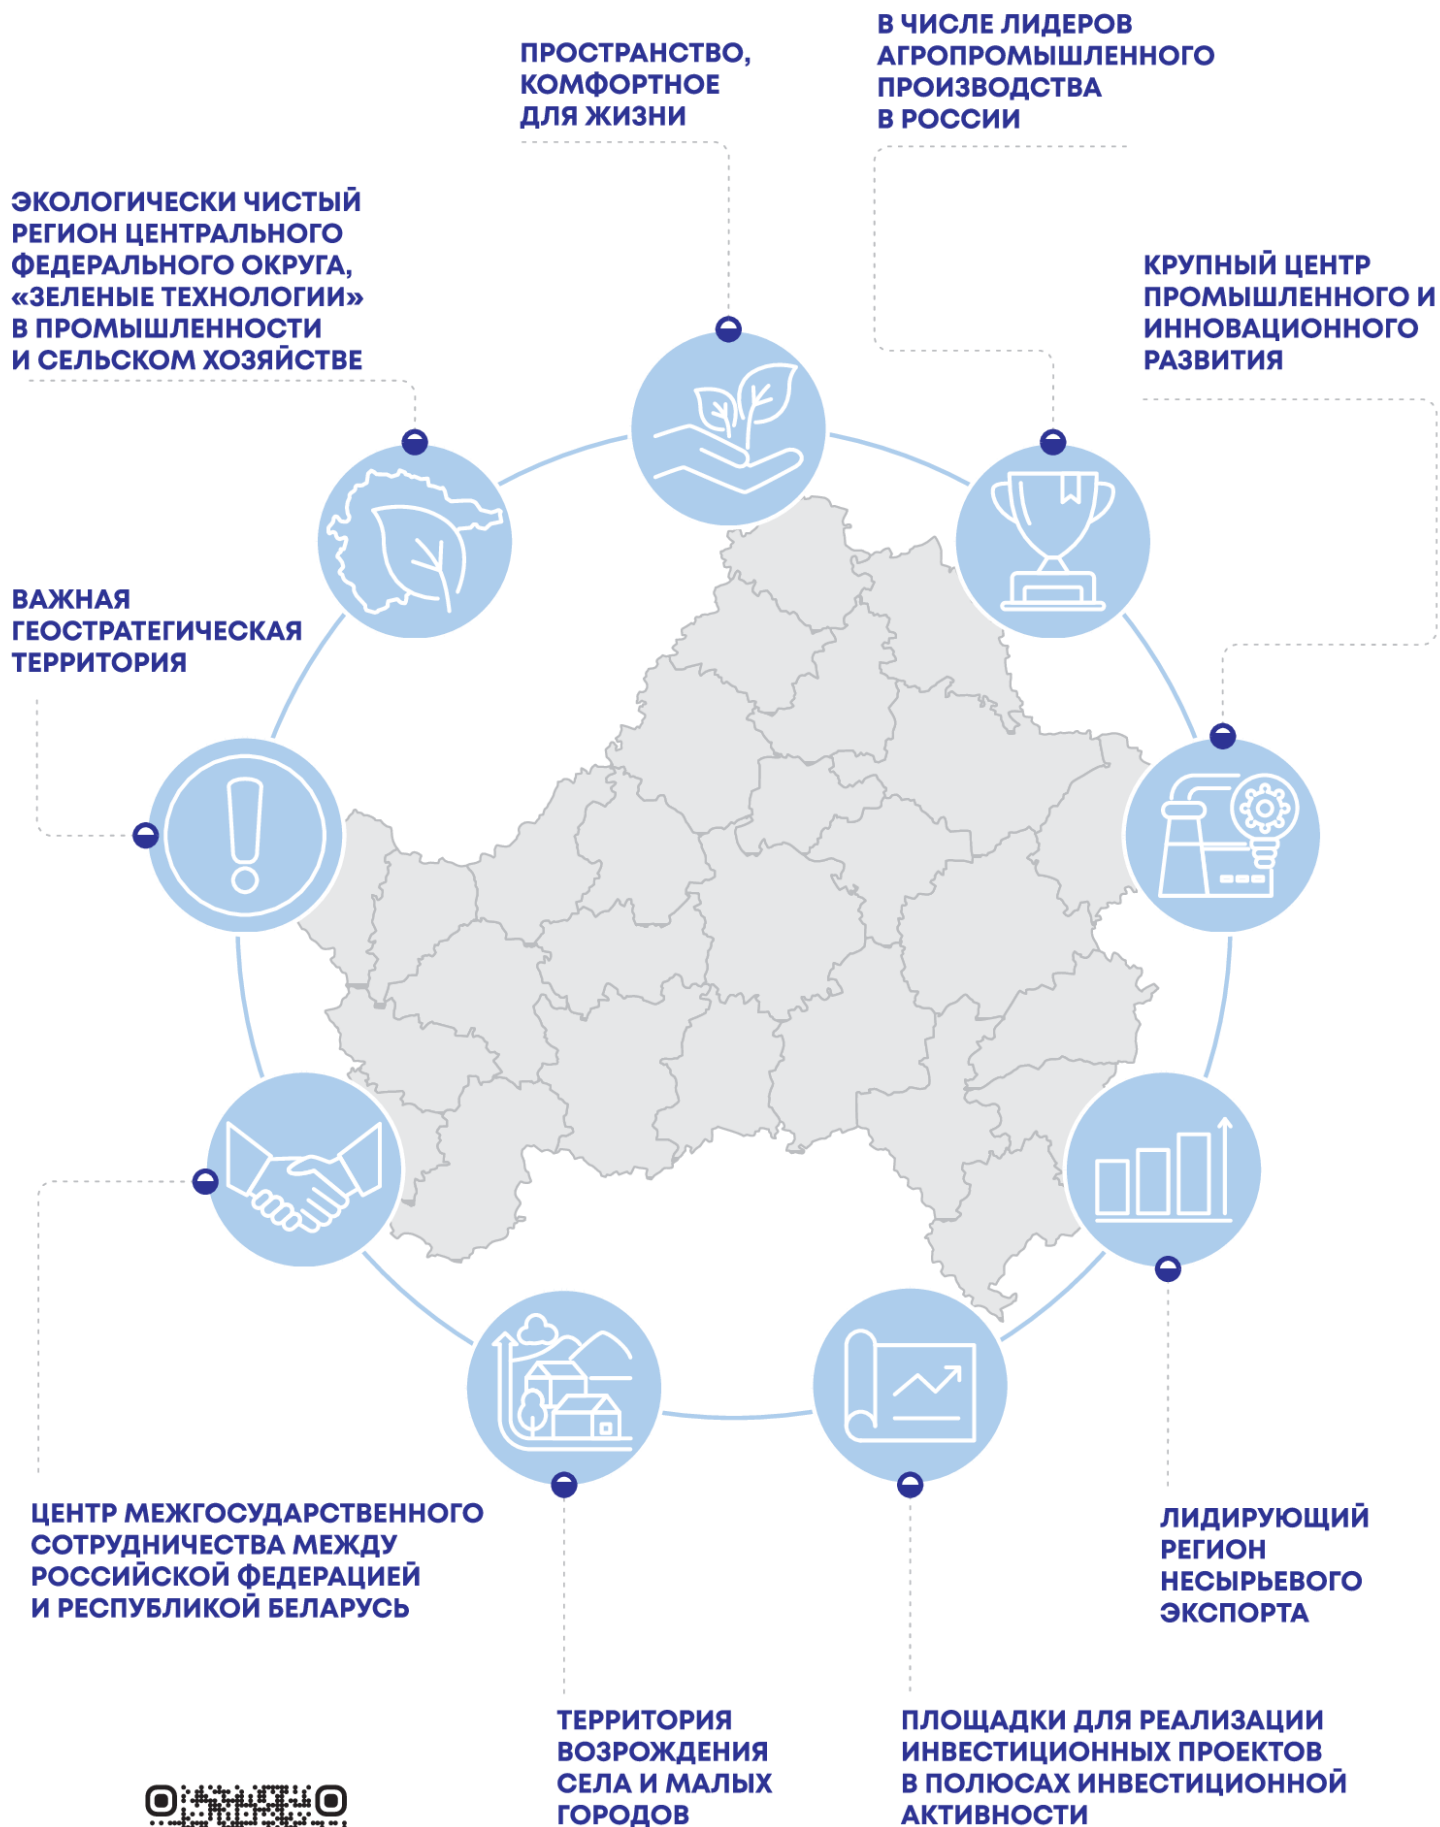 ПРОСТРАНСТВО,
КОМФОРТНОЕ
ДЛЯ ЖИЗНИ
В ЧИСЛЕ ЛИДЕРОВ
АГРОПРОМЫШЛЕННОГО
ПРОИЗВОДСТВА
В РОССИИ
ЭКОЛОГИЧЕСКИ ЧИСТЫЙ
РЕГИОН ЦЕНТРАЛЬНОГО
ФЕДЕРАЛЬНОГО ОКРУГА,
«ЗЕЛЕНЫЕ ТЕХНОЛОГИИ»
В ПРОМЫШЛЕННОСТИ
И СЕЛЬСКОМ ХОЗЯЙСТВЕ
КРУПНЫЙ ЦЕНТР
ПРОМЫШЛЕННОГО И
ИННОВАЦИОННОГО
РАЗВИТИЯ
ВАЖНАЯ
ГЕОСТРАТЕГИЧЕСКАЯ
ТЕРРИТОРИЯ
ЦЕНТР МЕЖГОСУДАРСТВЕННОГО
СОТРУДНИЧЕСТВА МЕЖДУ
РОССИЙСКОЙ ФЕДЕРАЦИЕЙ
И РЕСПУБЛИКОЙ БЕЛАРУСЬ
ЛИДИРУЮЩИЙ
РЕГИОН
НЕСЫРЬЕВОГО
ЭКСПОРТА
ТЕРРИТОРИЯ
ВОЗРОЖДЕНИЯ
СЕЛА И МАЛЫХ
ГОРОДОВ
ПЛОЩАДКИ ДЛЯ РЕАЛИЗАЦИИ
ИНВЕСТИЦИОННЫХ ПРОЕКТОВ
В ПОЛЮСАХ ИНВЕСТИЦИОННОЙ
АКТИВНОСТИ